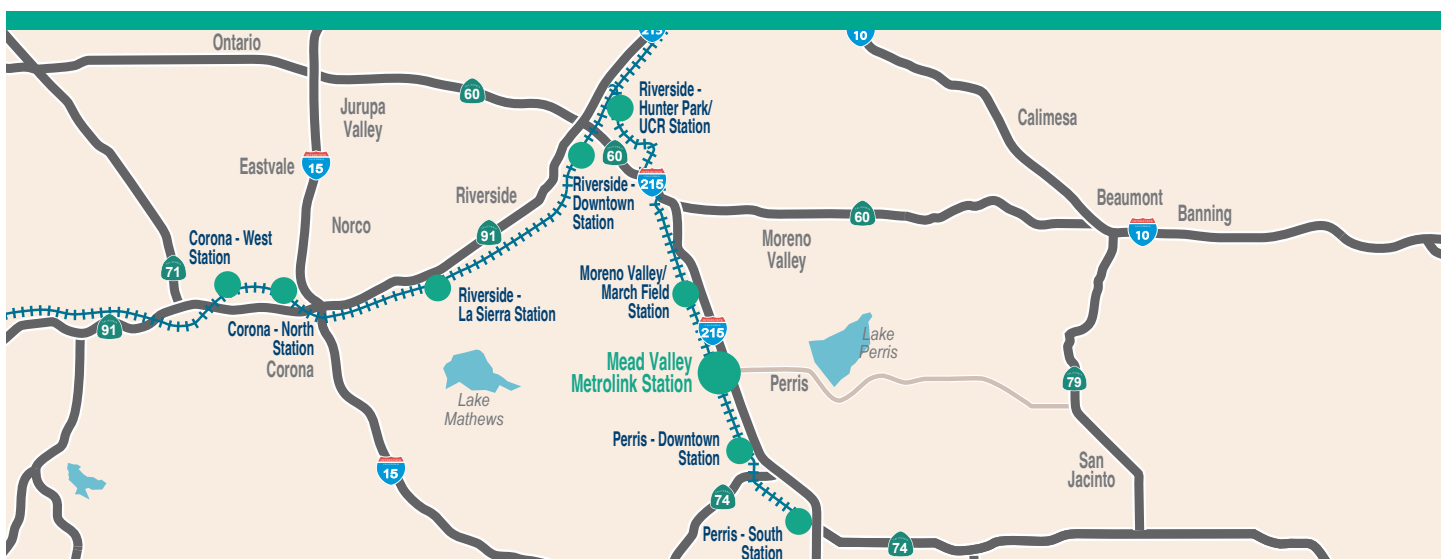 Ontario
215
10
60
Riverside -
Hunter Park/
UCR Station
Jurupa
Valley
Calimesa
60
Eastvale
15
215
Riverside
Riverside -
Downtown
Station
Beaumont
Banning
60
10
Norco
91
Corona - West
Station
Moreno
Valley
71
Moreno Valley/
March Field
Station
Riverside -
La Sierra Station
91
Corona - North
Station
Corona
215
Lake
Perris
Mead Valley
Metrolink Station
Perris
79
Lake
Mathews
Perris - Downtown
Station
San
Jacinto
15
74
Perris - South
Station
74